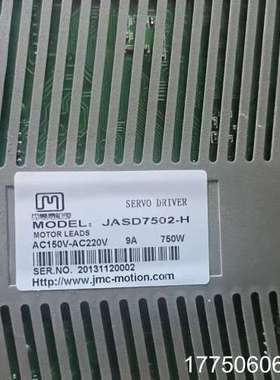 SERVO DRIVER
MODEL: JASD7502-H
MOTOR LEADS
AC150V-AC220V 9A 750W
SER.NO. 20131120002
Http://www.jmc-motion.com
17750606